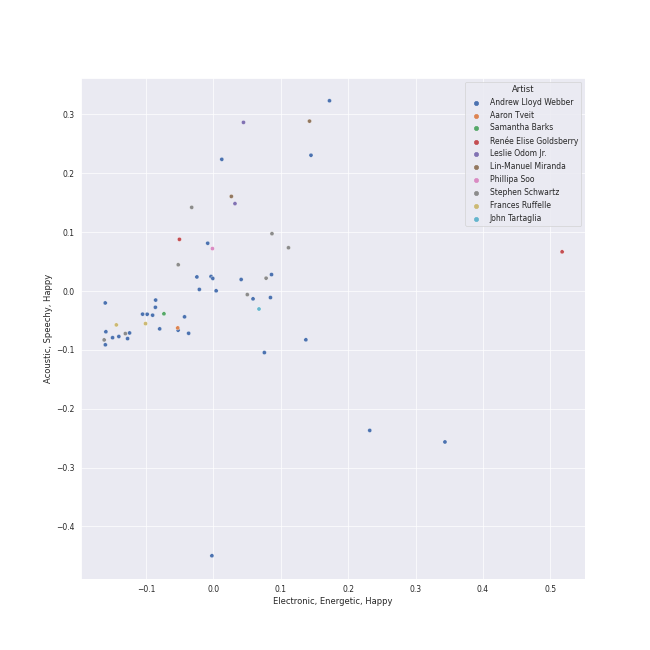 Artist
Andrew Lloyd Webber
Aaron Tveit
Samantha Barks
Renée Elise Goldsberry
Leslie Odom Jr.
Lin-Manuel Miranda
Phillipa Soo
Stephen Schwartz
Frances Ruffelle
John Tartaglia
0.3
0.2
0.1
0.0
−0.1
−0.2
−0.3
−0.4
Acoustic, Speechy, Happy
−0.1
0.0
0.1
0.2
0.3
0.4
0.5
Electronic, Energetic, Happy